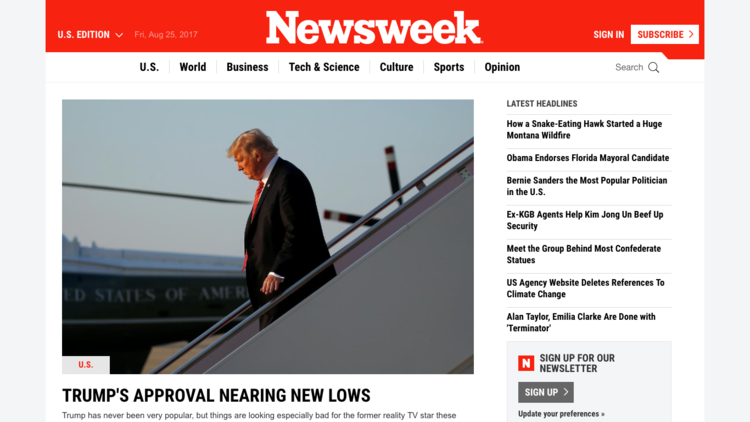 U.S. EDITION
Fri, Aug 25, 2017
Newsweek
SIGN IN
SUBSCRIBE
U.S.
World
Business
Tech & Science
Culture
Sports
Opinion
Search
D STATES OF AMER
U.S.
TRUMP'S APPROVAL NEARING NEW LOWS
Trump has never been very popular, but things are looking especially bad for the former reality TV star these
LATEST HEADLINES
How a Snake-Eating Hawk Started a Huge
Montana Wildfire
Obama Endorses Florida Mayoral Candidate
Bernie Sanders the Most Popular Politician
in the U.S.
Ex-KGB Agents Help Kim Jong Un Beef Up
Security
Meet the Group Behind Most Confederate
Statues
US Agency Website Deletes References To
Climate Change
Alan Taylor, Emilia Clarke Are Done with
'Terminator'
N
SIGN UP FOR OUR
NEWSLETTER
SIGN UP
Update your preferences »